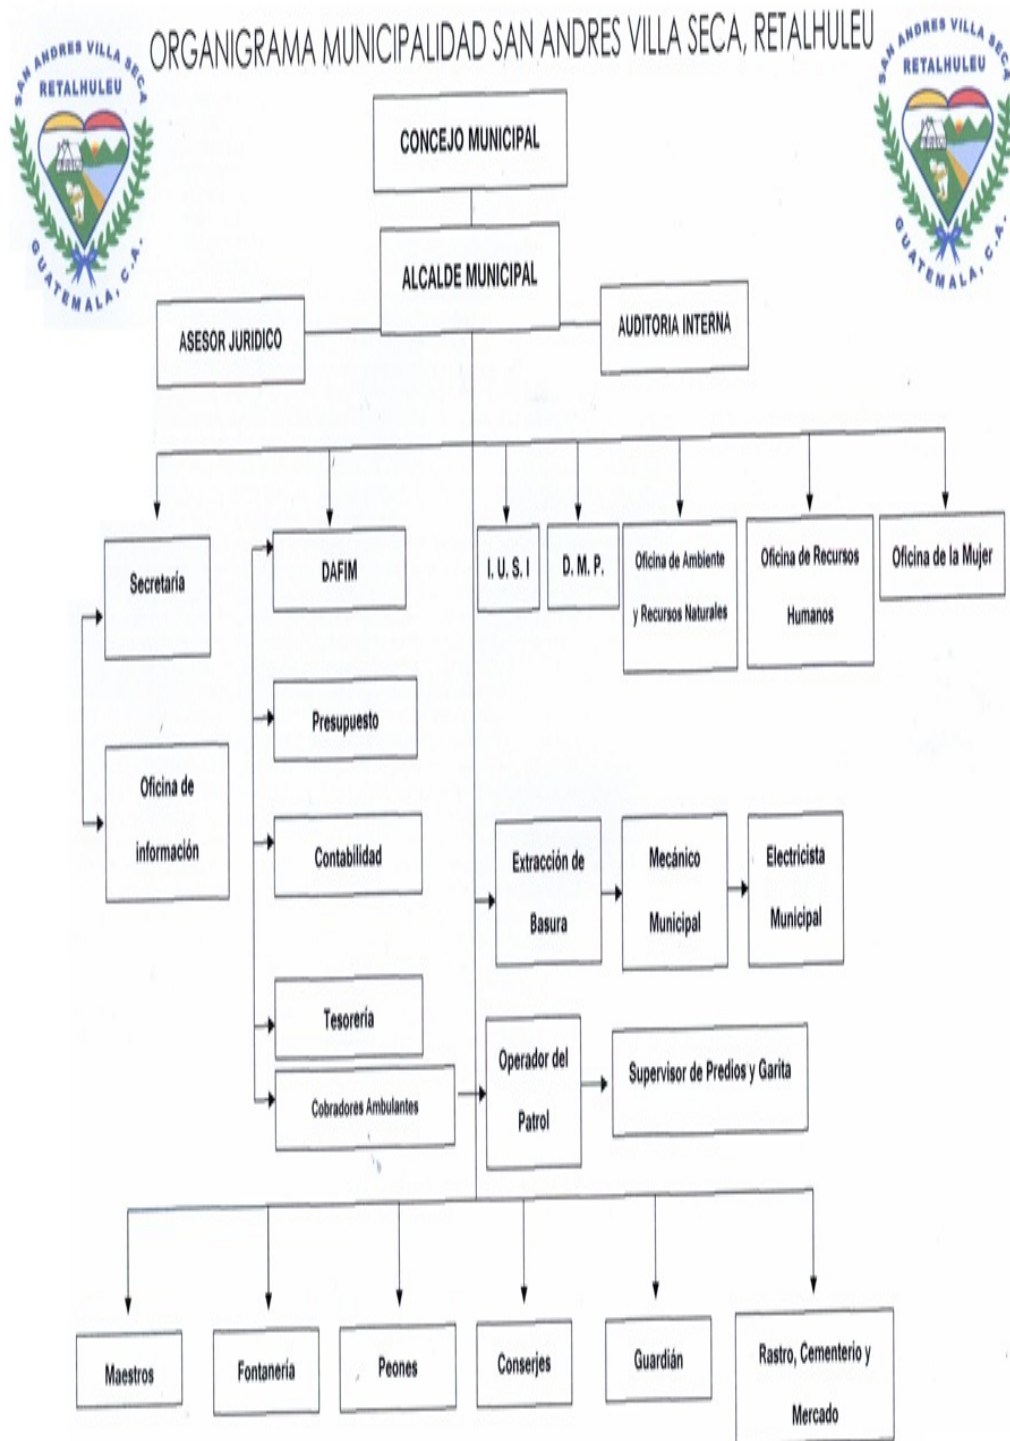 ORGANIGRAMA MUNICIPALIDAD SAN ANDRES VILLA SECA, RETALHULEU
SAN ANDRES VILLA SECA
RETALHULEU
GUATEMALA, C.A.
SAN ANDRES VILLA SECA
RETALHULEU
GUATEMALA, C.A.
CONCEJO MUNICIPAL
ALCALDE MUNICIPAL
ASESOR JURIDICO
AUDITORIA INTERNA
Secretaría
DAFIM
I. U. S. I
D. M. P.
Oficina de Ambiente
y Recursos Naturales
Oficina de Recursos
Humanos
Oficina de la Mujer
Oficina de
información
Presupuesto
Contabilidad
Extracción de
Basura
Mecánico
Municipal
Electricista
Municipal
Tesorería
Cobradores Ambulantes
Operador del
Patrol
Supervisor de Predios y Garita
Maestros
Fontanería
Peones
Conserjes
Guardián
Rastro, Cementerio y
Mercado